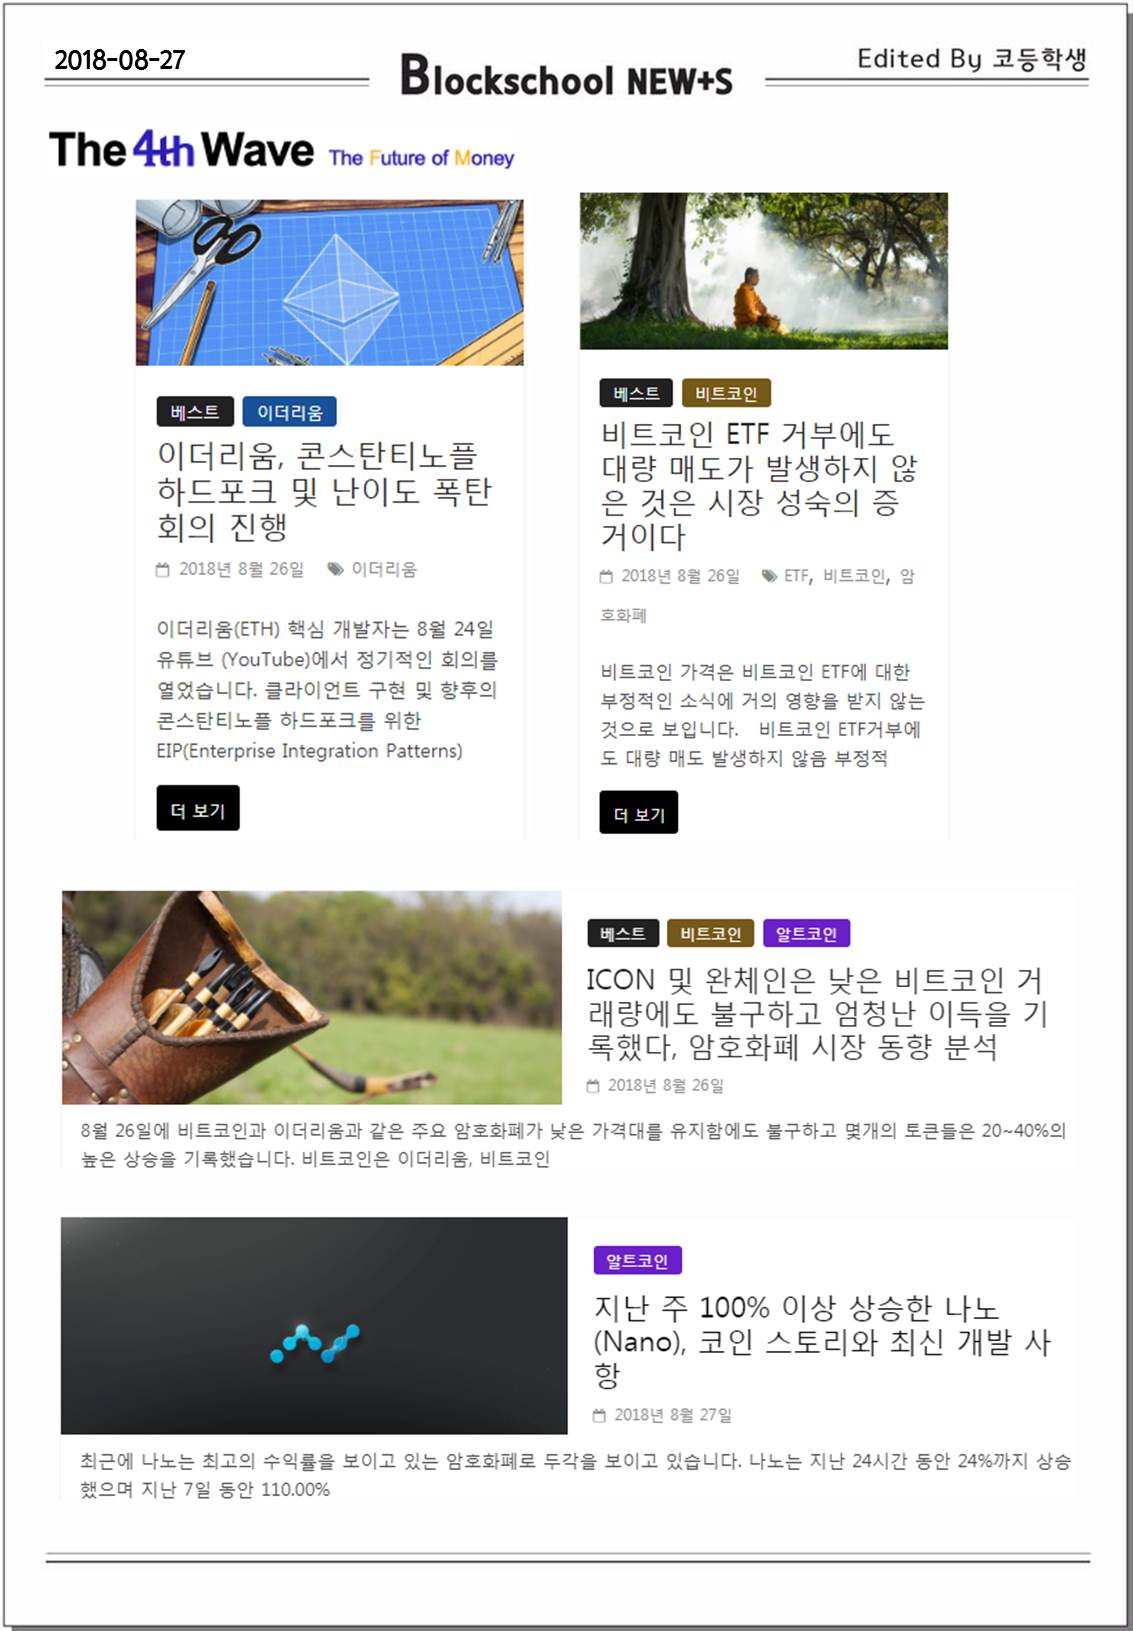 2018-08-27
Blockschool NEW+S
Edited By 코등학생
The 4th Wave The Future of Money
베스트 이더리움
이더리움, 콘스탄티노플
하드포크 및 난이도 폭탄
회의 진행
2018년 8월 26일 이더리움
이더리움(ETH) 핵심 개발자는 8월 24일
유튜브 (YouTube)에서 정기적인 회의를
열었습니다. 클라이언트 구현 및 향후의
콘스탄티노플 하드포크를 위한
EIP(Enterprise Integration Patterns)
더 보기
베스트 비트코인
비트코인 ETF 거부에도
대량 매도가 발생하지 않
은 것은 시장 성숙의 증
거이다
2018년 8월 26일 ETF, 비트코인, 암
호화폐
비트코인 가격은 비트코인 ETF에 대한
부정적인 소식에 거의 영향을 받지 않는
것으로 보입니다. 비트코인 ETF거부에
도 대량 매도 발생하지 않음 부정적
더 보기
베스트 비트코인 알트코인
ICON 및 완체인은 낮은 비트코인 거
래량에도 불구하고 엄청난 이득을 기
록했다, 암호화폐 시장 동향 분석
2018년 8월 26일
8월 26일에 비트코인과 이더리움과 같은 주요 암호화폐가 낮은 가격대를 유지함에도 불구하고 몇개의 토큰들은 20~40%의
높은 상승을 기록했습니다. 비트코인은 이더리움, 비트코인
알트코인
지난 주 100% 이상 상승한 나노
(Nano), 코인 스토리와 최신 개발 사
항
2018년 8월 27일
최근에 나노는 최고의 수익률을 보이고 있는 암호화폐로 두각을 보이고 있습니다. 나노는 지난 24시간 동안 24%까지 상승
했으며 지난 7일 동안 110.00%